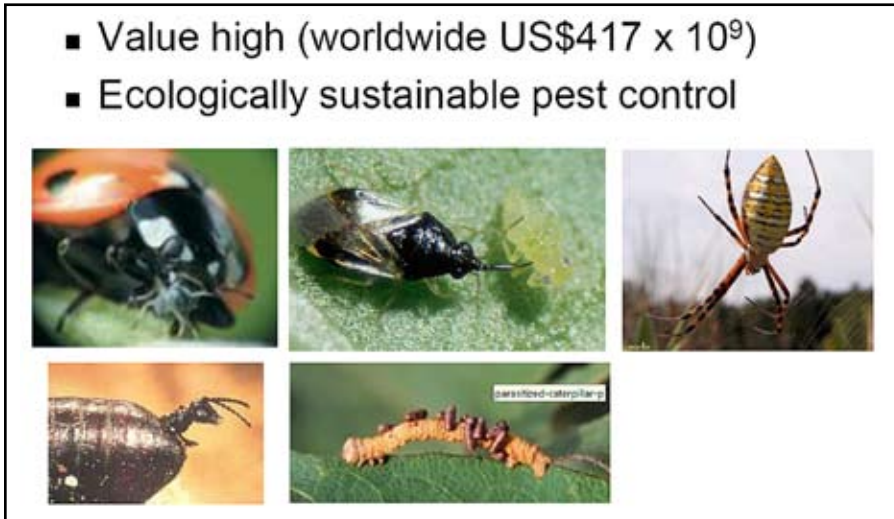 ▪ Value high (worldwide US$417 x 10⁹)
▪ Ecologically sustainable pest control
parasitized-caterpillar-p